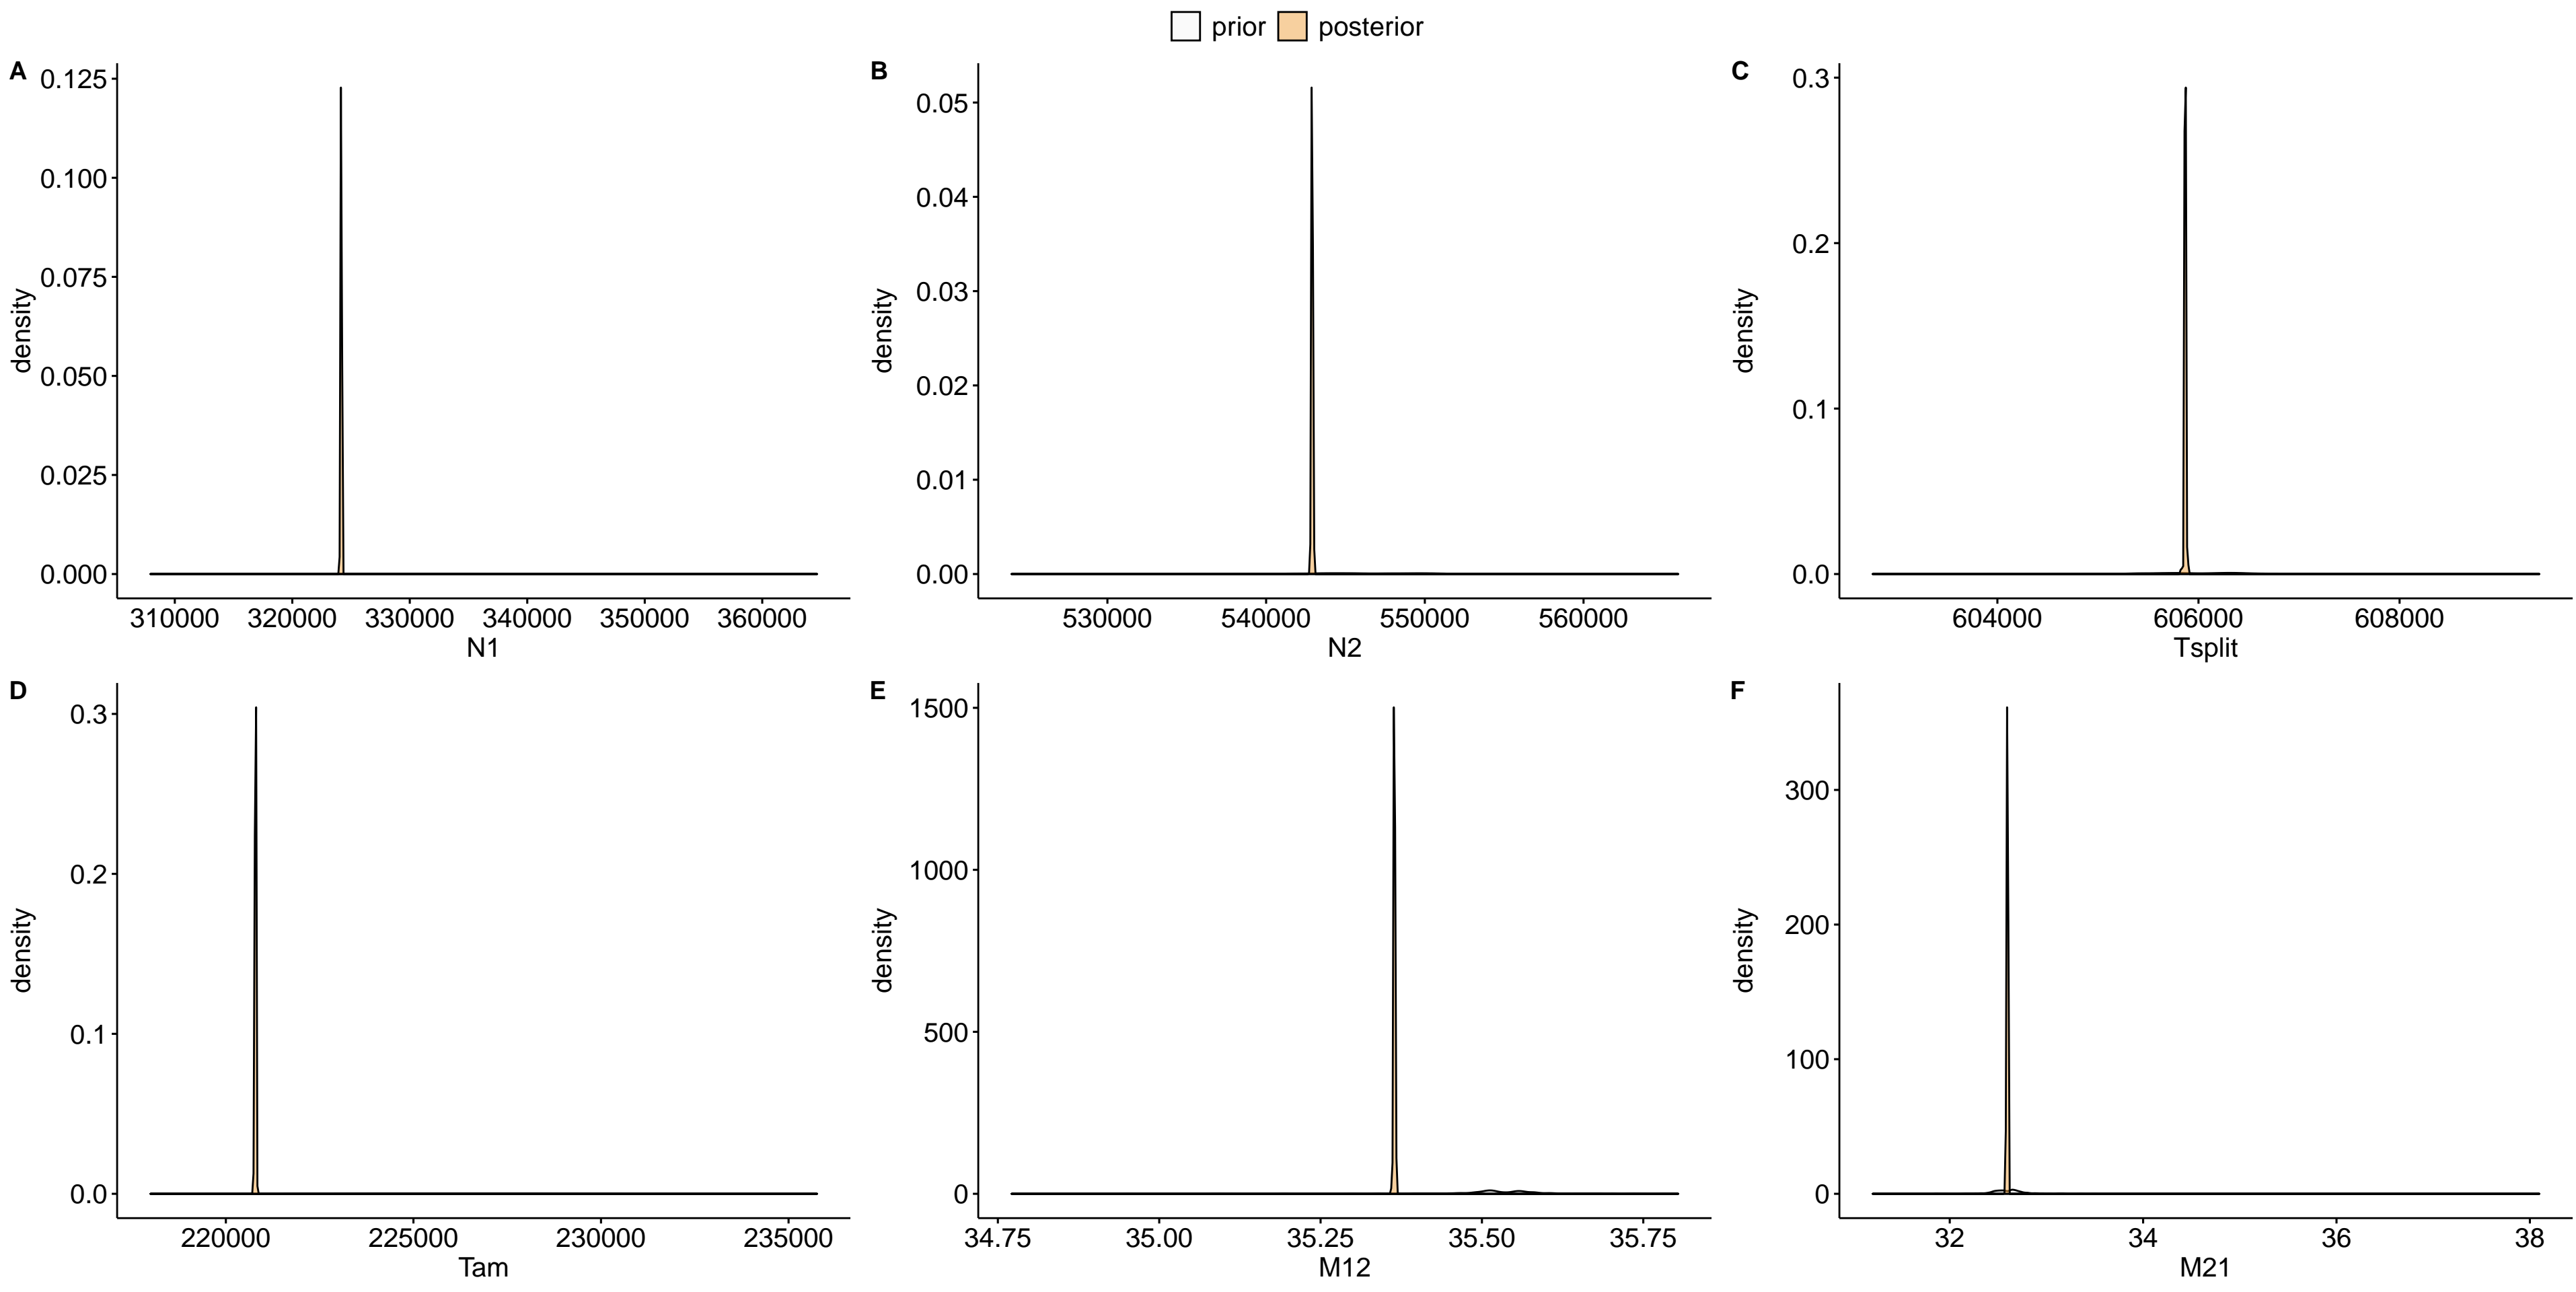 prior posterior
A
0.125
0.100
0.075
0.050
0.025
0.000
density
310000 320000 330000 340000 350000 360000
N1
B
0.05
0.04
0.03
0.02
0.01
0.00
density
530000 540000 550000 560000
N2
C
0.3
0.2
0.1
0.0
density
604000 606000 608000
Tsplit
D
0.3
0.2
0.1
0.0
density
220000 225000 230000 235000
Tam
E
1500
1000
500
0
density
34.75 35.00 35.25 35.50 35.75
M12
F
300
200
100
0
density
32 34 36 38
M21